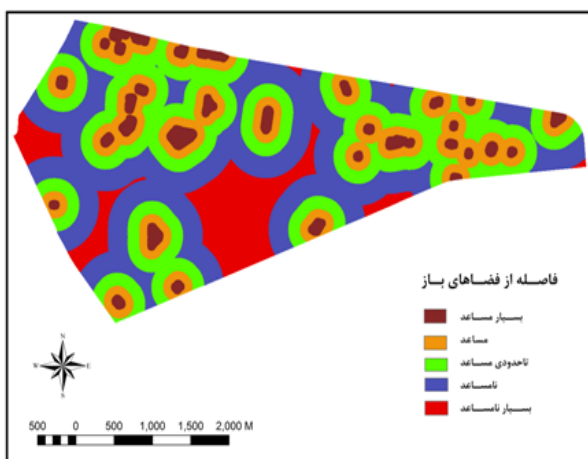 فاصله از فضاهای باز
بسیار مساعد
مساعد
تاحدودی مساعد
نامساعد
بسیار نامساعد
N
W E
S
500 0 500 1,000 1,500 2,000 M